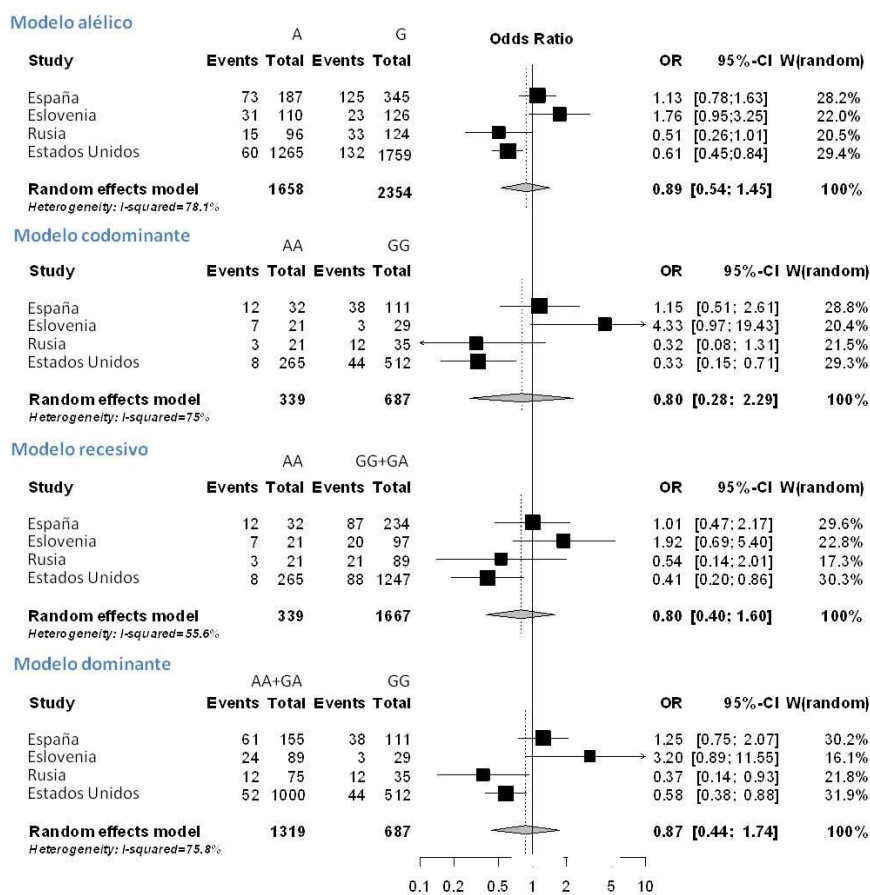 Modelo alélico
A G Odds Ratio
Study Events Total Events Total OR 95%-CI W(random)
España 73 187 125 345 1.13 [0.78;1.63] 28.2%
Eslovenia 31 110 23 126 1.76 [0.95;3.25] 22.0%
Rusia 15 96 33 124 0.51 [0.26;1.01] 20.5%
Estados Unidos 60 1265 132 1759 0.61 [0.45;0.84] 29.4%
Random effects model 1658 2354 0.89 [0.54; 1.45] 100%
Heterogeneity: I-squared=78.1%
Modelo codominante
AA GG
Study Events Total Events Total OR 95%-CI W(random)
España 12 32 38 111 1.15 [0.51; 2.61] 28.8%
Eslovenia 7 21 3 29 4.33 [0.97; 19.43] 20.4%
Rusia 3 21 12 35 0.32 [0.08; 1.31] 21.5%
Estados Unidos 8 265 44 512 0.33 [0.15; 0.71] 29.3%
Random effects model 339 687 0.80 [0.28; 2.29] 100%
Heterogeneity: I-squared=75%
Modelo recesivo
AA GG+GA
Study Events Total Events Total OR 95%-CI W(random)
España 12 32 87 234 1.01 [0.47; 2.17] 29.6%
Eslovenia 7 21 20 97 1.92 [0.69; 5.40] 22.8%
Rusia 3 21 21 89 0.54 [0.14; 2.01] 17.3%
Estados Unidos 8 265 88 1247 0.41 [0.20; 0.86] 30.3%
Random effects model 339 1667 0.80 [0.40; 1.60] 100%
Heterogeneity: I-squared=55.6%
Modelo dominante
AA+GA GG
Study Events Total Events Total OR 95%-CI W(random)
España 61 155 38 111 1.25 [0.75; 2.07] 30.2%
Eslovenia 24 89 3 29 3.20 [0.89; 11.55] 16.1%
Rusia 12 75 12 35 0.37 [0.14; 0.93] 21.8%
Estados Unidos 52 1000 44 512 0.58 [0.38; 0.88] 31.9%
Random effects model 1319 687 0.87 [0.44; 1.74] 100%
Heterogeneity: I-squared=75.8%
0.1 0.2 0.5 1 2 5 10